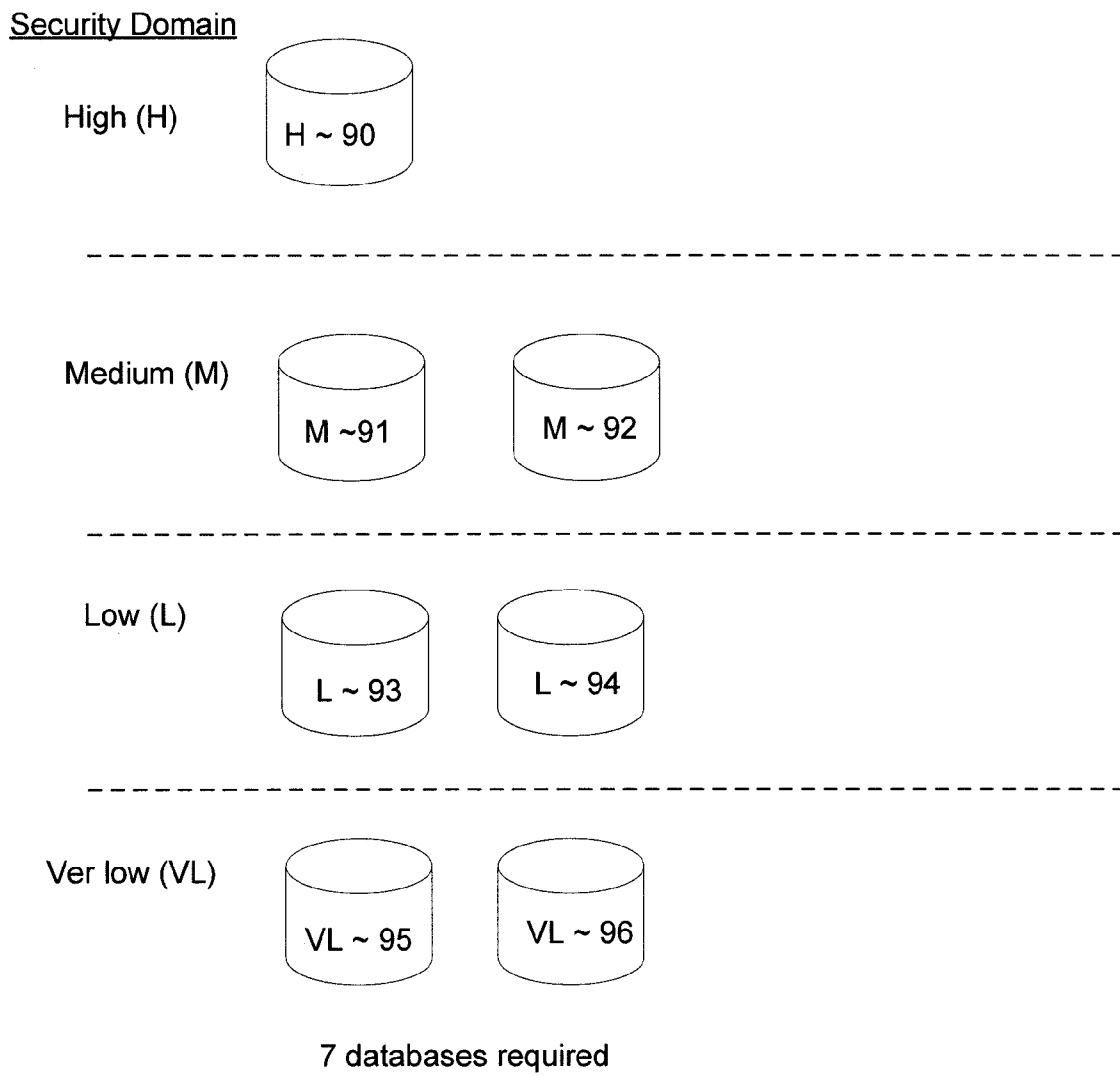 Security Domain
High (H)
H ~ 90
Medium (M)
M ~91
M ~ 92
Low (L)
L ~ 93
L ~ 94
Ver low (VL)
VL ~ 95
VL ~ 96
7 databases required